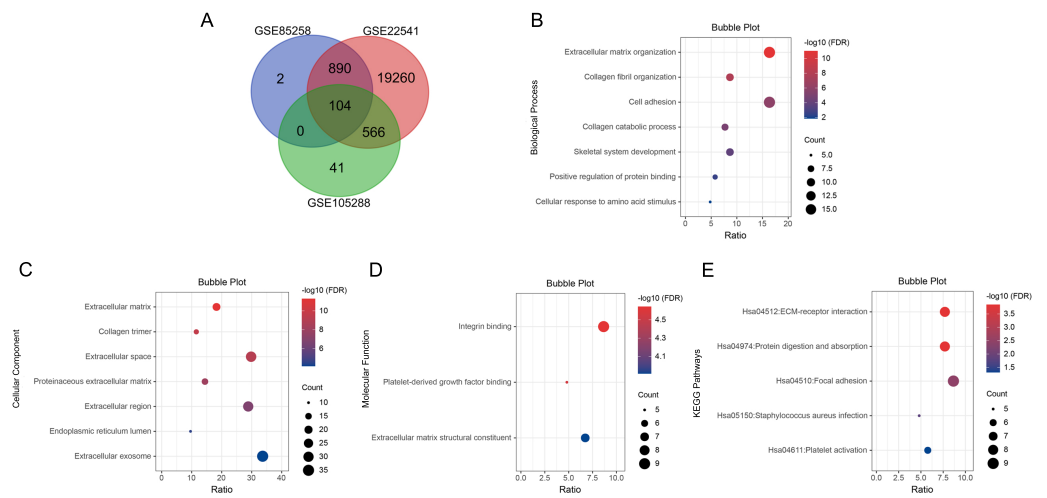 A
GSE85258
GSE22541
2
890
19260
104
0
566
41
GSE105288
B
Bubble Plot
Biological Process
Extracellular matrix organization
Collagen fibril organization
Cell adhesion
Collagen catabolic process
Skeletal system development
Positive regulation of protein binding
Cellular response to amino acid stimulus
0 5 10 15 20
Ratio
-log10 (FDR)
10
8
6
4
2
Count
5.0
7.5
10.0
12.5
15.0
C
Bubble Plot
Cellular Component
Extracellular matrix
Collagen trimer
Extracellular space
Proteinaceous extracellular matrix
Extracellular region
Endoplasmic reticulum lumen
Extracellular exosome
0 10 20 30 40
Ratio
-log10 (FDR)
10
8
6
Count
10
15
20
25
30
35
D
Bubble Plot
Molecular Function
Integrin binding
Platelet-derived growth factor binding
Extracellular matrix structural constituent
0.0 2.5 5.0 7.5 10.0
Ratio
-log10 (FDR)
4.5
4.3
4.1
Count
5
6
7
8
9
E
Bubble Plot
KEGG Pathways
Hsa04512:ECM-receptor interaction
Hsa04974:Protein digestion and absorption
Hsa04510:Focal adhesion
Hsa05150:Staphylococcus aureus infection
Hsa04611:Platelet activation
0.0 2.5 5.0 7.5 10.0
Ratio
-log10 (FDR)
3.5
3.0
2.5
2.0
1.5
Count
5
6
7
8
9